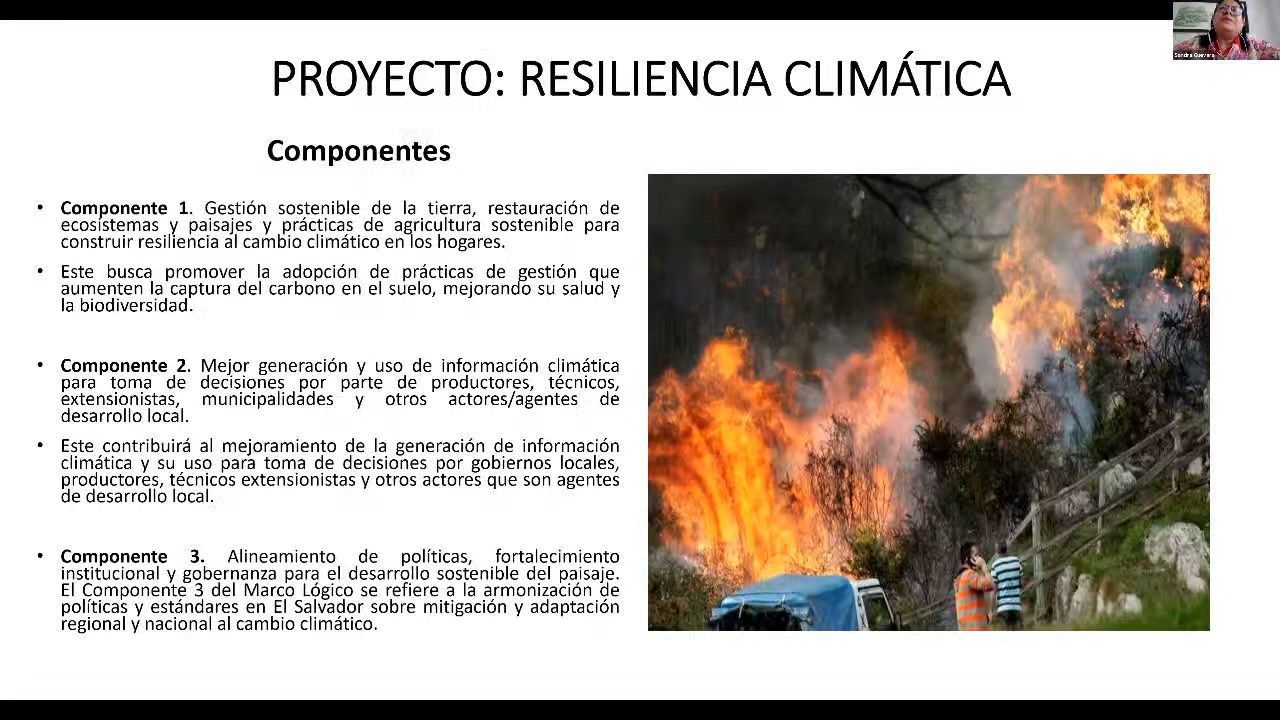 PROYECTO: RESILIENCIA CLIMÁTICA
Sandra Guevara
Componentes
• Componente 1. Gestión sostenible de la tierra, restauración de
ecosistemas y paisajes y prácticas de agricultura sostenible para
construir resiliencia al cambio climático en los hogares.
• Este busca promover la adopción de prácticas de gestión que
aumenten la captura del carbono en el suelo, mejorando su salud y
la biodiversidad.
• Componente 2. Mejor generación y uso de información climática
para toma de decisiones por parte de productores, técnicos,
extensionistas, municipalidades y otros actores/agentes de
desarrollo local.
• Este contribuirá al mejoramiento de la generación de información
climática y su uso para toma de decisiones por gobiernos locales,
productores, técnicos extensionistas y otros actores que son agentes
de desarrollo local.
• Componente 3. Alineamiento de políticas, fortalecimiento
institucional y gobernanza para el desarrollo sostenible del paisaje.
El Componente 3 del Marco Lógico se refiere a la armonización de
políticas y estándares en El Salvador sobre mitigación y adaptación
regional y nacional al cambio climático.